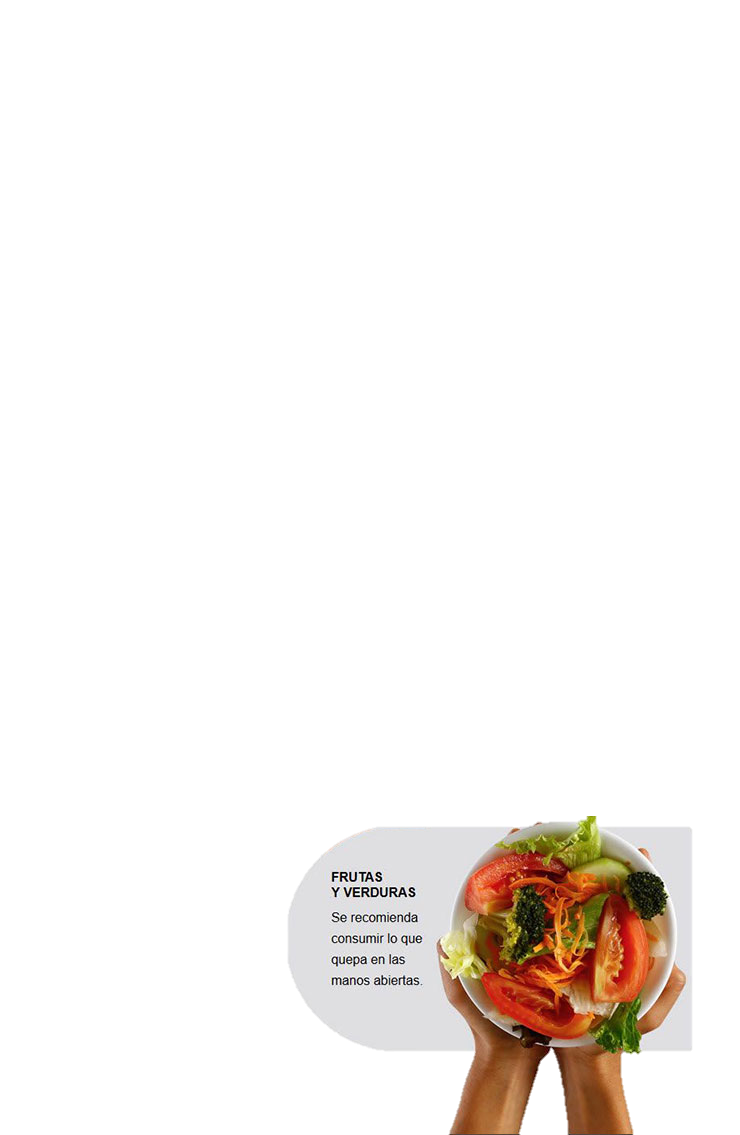 FRUTAS
Y VERDURAS
Se recomienda
consumir lo que
quepa en las
manos abiertas.